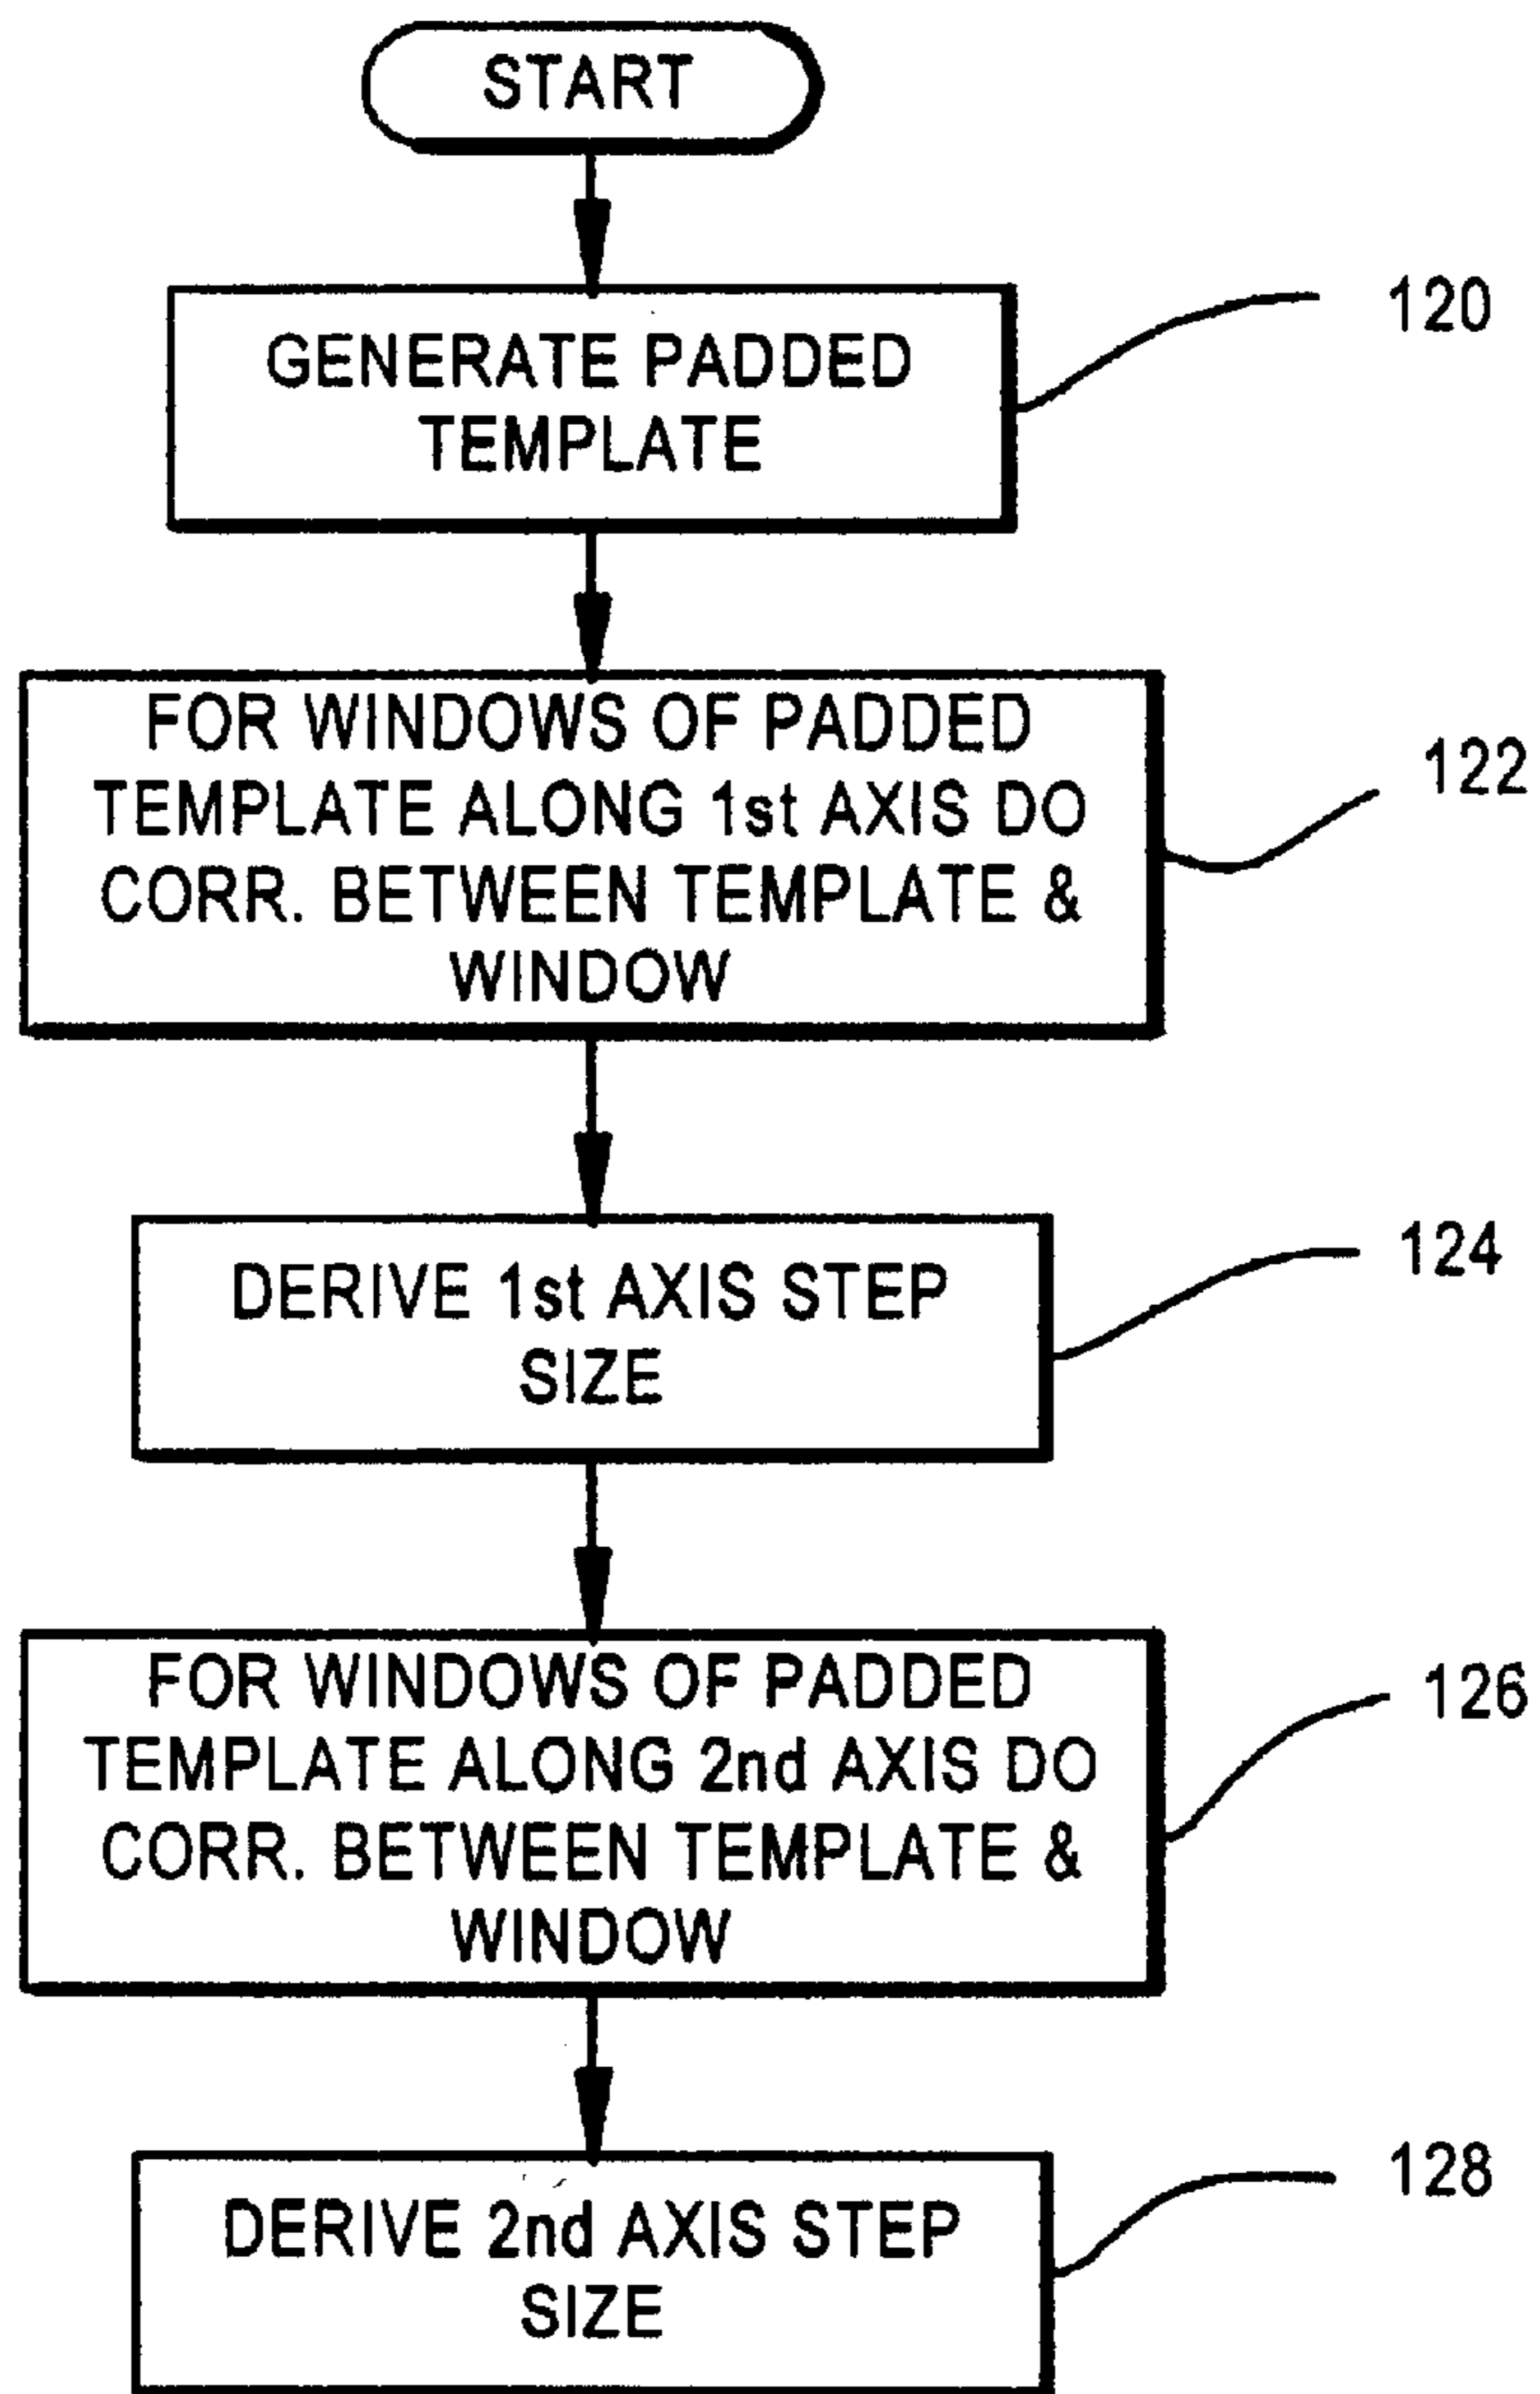 START
GENERATE PADDED
TEMPLATE
120
FOR WINDOWS OF PADDED
TEMPLATE ALONG 1st AXIS DO
CORR. BETWEEN TEMPLATE &
WINDOW
122
DERIVE 1st AXIS STEP
SIZE
124
FOR WINDOWS OF PADDED
TEMPLATE ALONG 2nd AXIS DO
CORR. BETWEEN TEMPLATE &
WINDOW
126
DERIVE 2nd AXIS STEP
SIZE
128